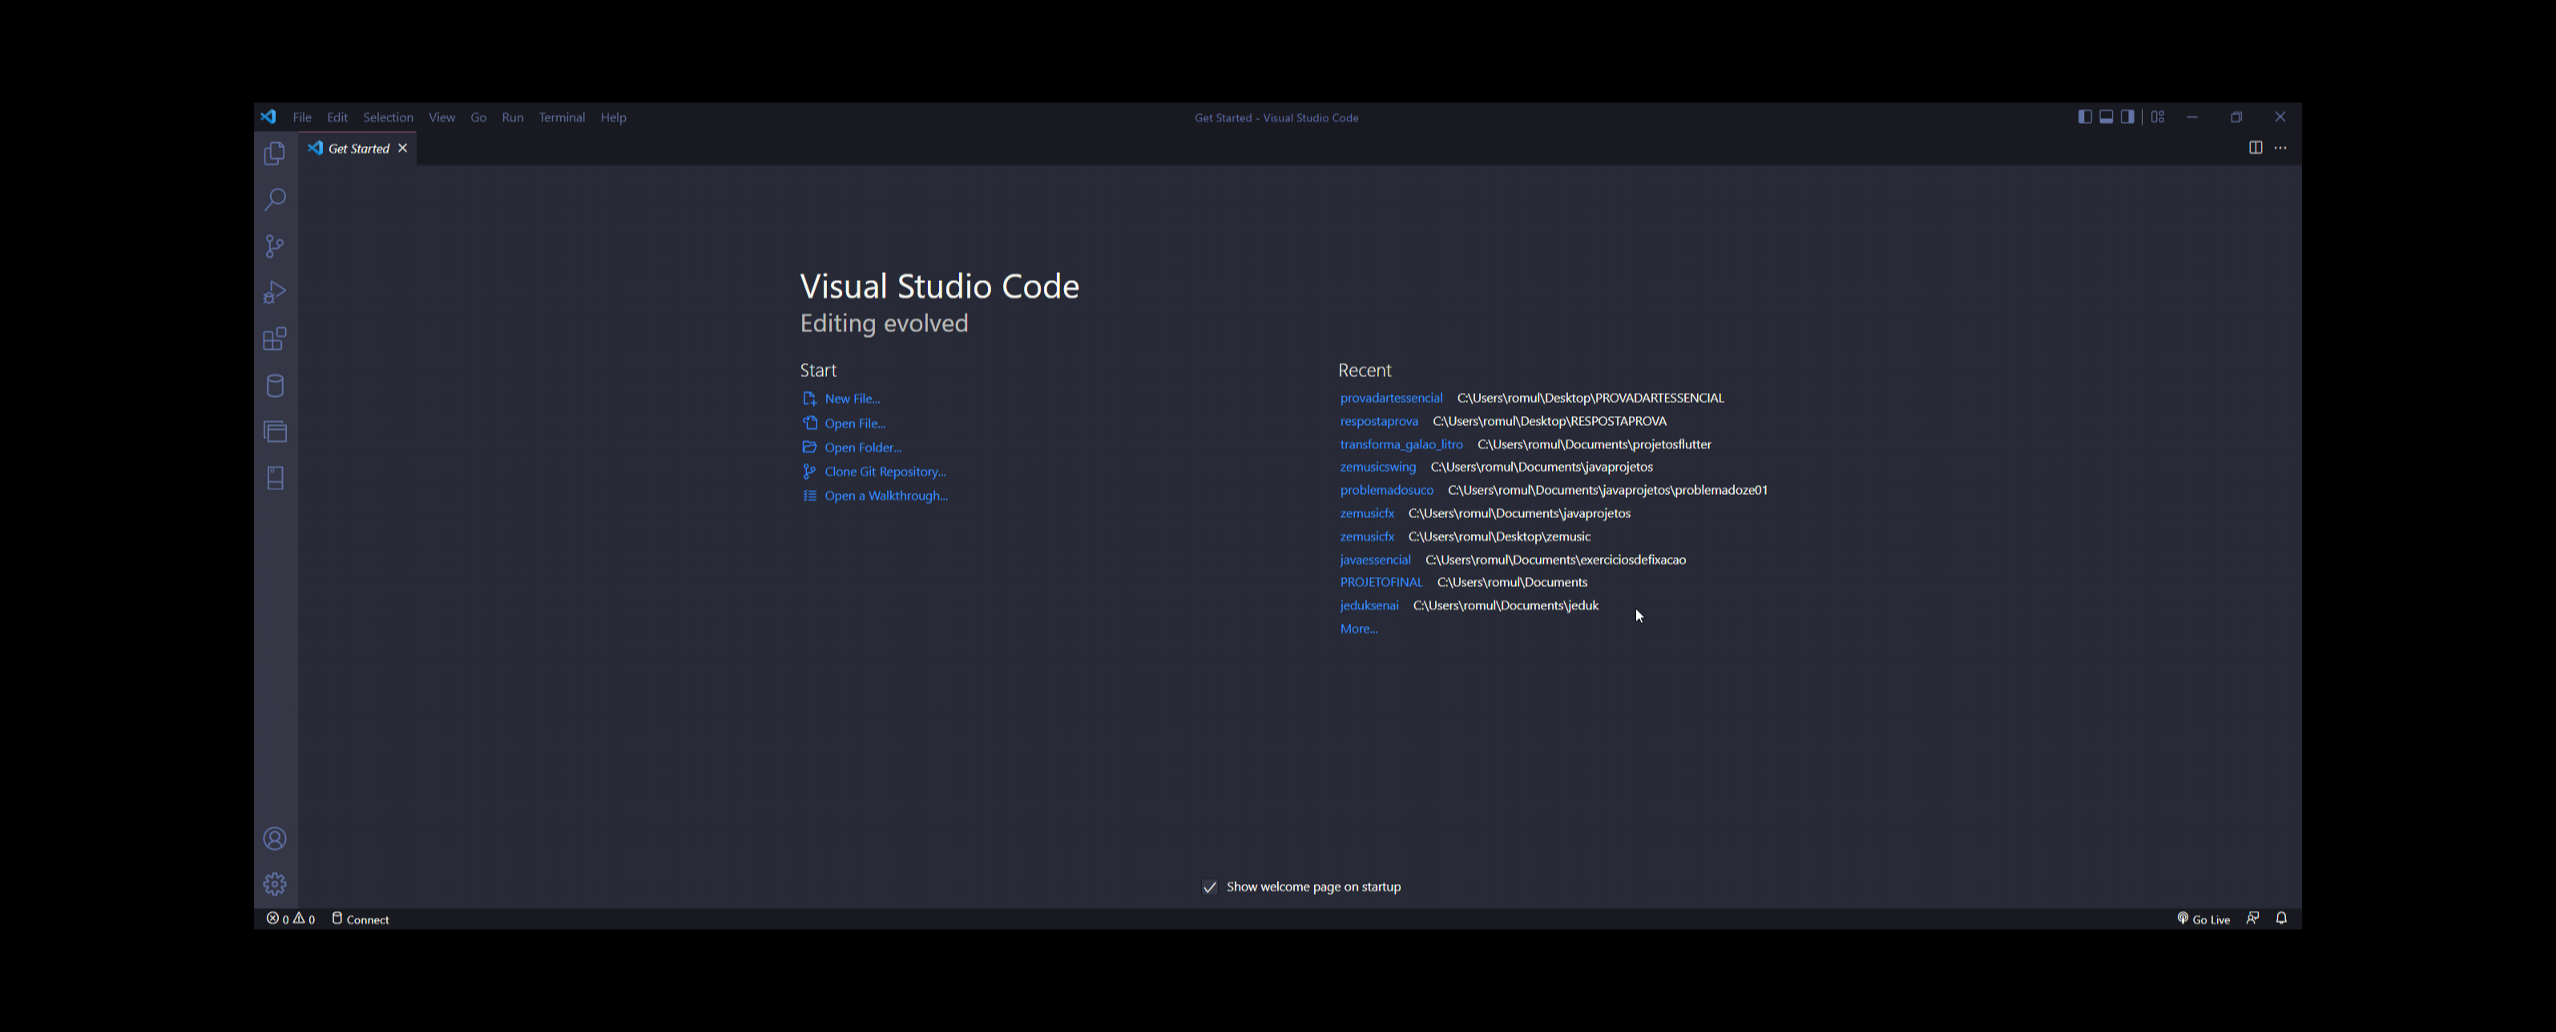 File Edit Selection View Go Run Terminal Help
Get Started - Visual Studio Code
Get Started
Visual Studio Code
Editing evolved
Start
New File...
Open File...
Open Folder...
Clone Git Repository...
Open a Walkthrough...
Recent
provadartessencial C:\Users\romul\Desktop\PROVADARTESSENCIAL
respostaprova C:\Users\romul\Desktop\RESPOSTAPROVA
transforma_galao_litro C:\Users\romul\Documents\projetosflutter
zemusicswing C:\Users\romul\Documents\javaprojetos
problemadosuco C:\Users\romul\Documents\javaprojetos\problemadoze01
zemusicfx C:\Users\romul\Documents\javaprojetos
zemusicfx C:\Users\romul\Desktop\zemusic
javaessencial C:\Users\romul\Documents\exerciciosdefixacao
PROJETOFINAL C:\Users\romul\Documents
jeduksenai C:\Users\romul\Documents\jeduk
More...
Show welcome page on startup
0 0 Connect
Go Live